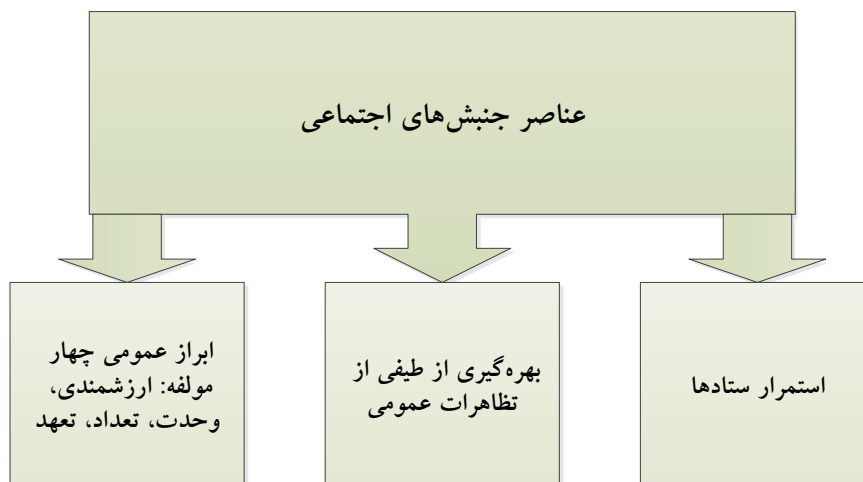 عناصر جنبش‌های اجتماعی
استمرار ستادها
بهره‌گیری از طیفی از
تظاهرات عمومی
ابراز عمومی چهار
مولفه: ارزشمندی،
وحدت، تعداد، تعهد